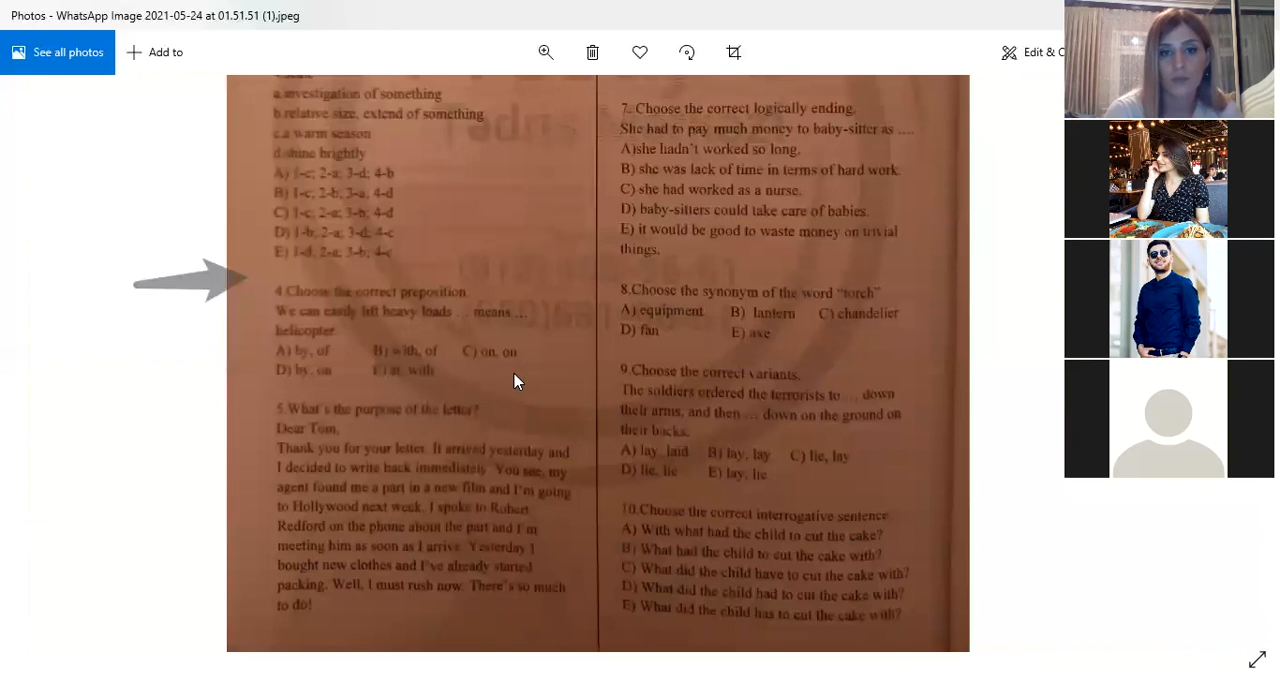 Photos - WhatsApp Image 2021-05-24 at 01.51.51 (1).jpeg
See all photos
Add to
Edit & C
a.investigation of something
b.relative size, extend of something
c.a warm season
d.shine brightly
A) 1-c; 2-a; 3-d; 4-b
B) 1-c; 2-b; 3-a; 4-d
C) 1-c; 2-a; 3-b; 4-d
D) 1-b; 2-a; 3-d; 4-c
E) 1-d; 2-a; 3-b; 4-c
4.Choose the correct preposition.
We can easily lift heavy loads ... means ...
helicopter.
A) by, of B) with, of C) on, on
D) by, on E) at, with
5.What's the purpose of the letter?
Dear Tom,
Thank you for your letter. It arrived yesterday and
I decided to write back immediately. You see, my
agent found me a part in a new film and I'm going
to Hollywood next week. I spoke to Robert
Redford on the phone about the part and I'm
meeting him as soon as I arrive. Yesterday I
bought new clothes and I've already started
packing. Well, I must rush now. There's so much
to do!
7. Choose the correct logically ending.
She had to pay much money to baby-sitter as ....
A)she hadn't worked so long.
B) she was lack of time in terms of hard work.
C) she had worked as a nurse.
D) baby-sitters could take care of babies.
E) it would be good to waste money on trivial
things.
8.Choose the synonym of the word "torch"
A) equipment B) lantern C) chandelier
D) fan E) axe
9.Choose the correct variants.
The soldiers ordered the terrorists to ... down
their arms, and then ... down on the ground on
their backs.
A) lay, laid B) lay, lay C) lie, lay
D) lie, lie E) lay, lie
10.Choose the correct interrogative sentence.
A) With what had the child to cut the cake?
B) What had the child to cut the cake with?
C) What did the child have to cut the cake with?
D) What did the child had to cut the cake with?
E) What did the child has to cut the cake with?